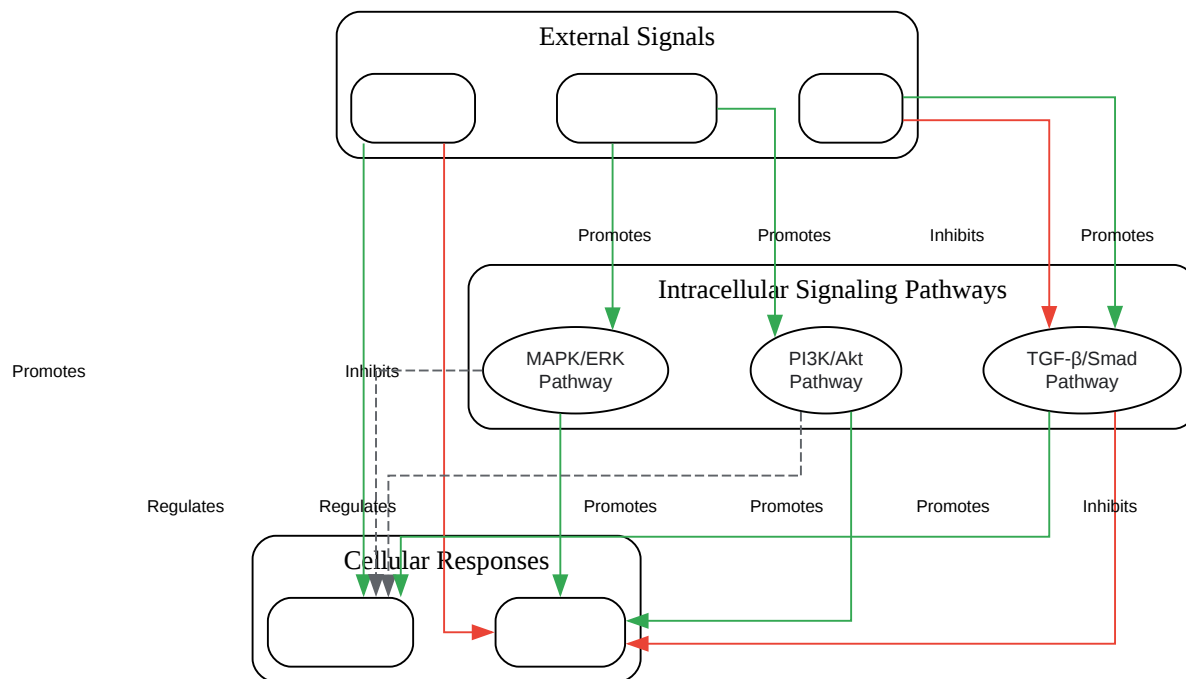 External Signals
Promotes
Promotes
Inhibits
Promotes
Intracellular Signaling Pathways
MAPK/ERK
Pathway
PI3K/Akt
Pathway
TGF-β/Smad
Pathway
Promotes
Inhibits
Regulates
Regulates
Promotes
Promotes
Promotes
Inhibits
Cellular Responses